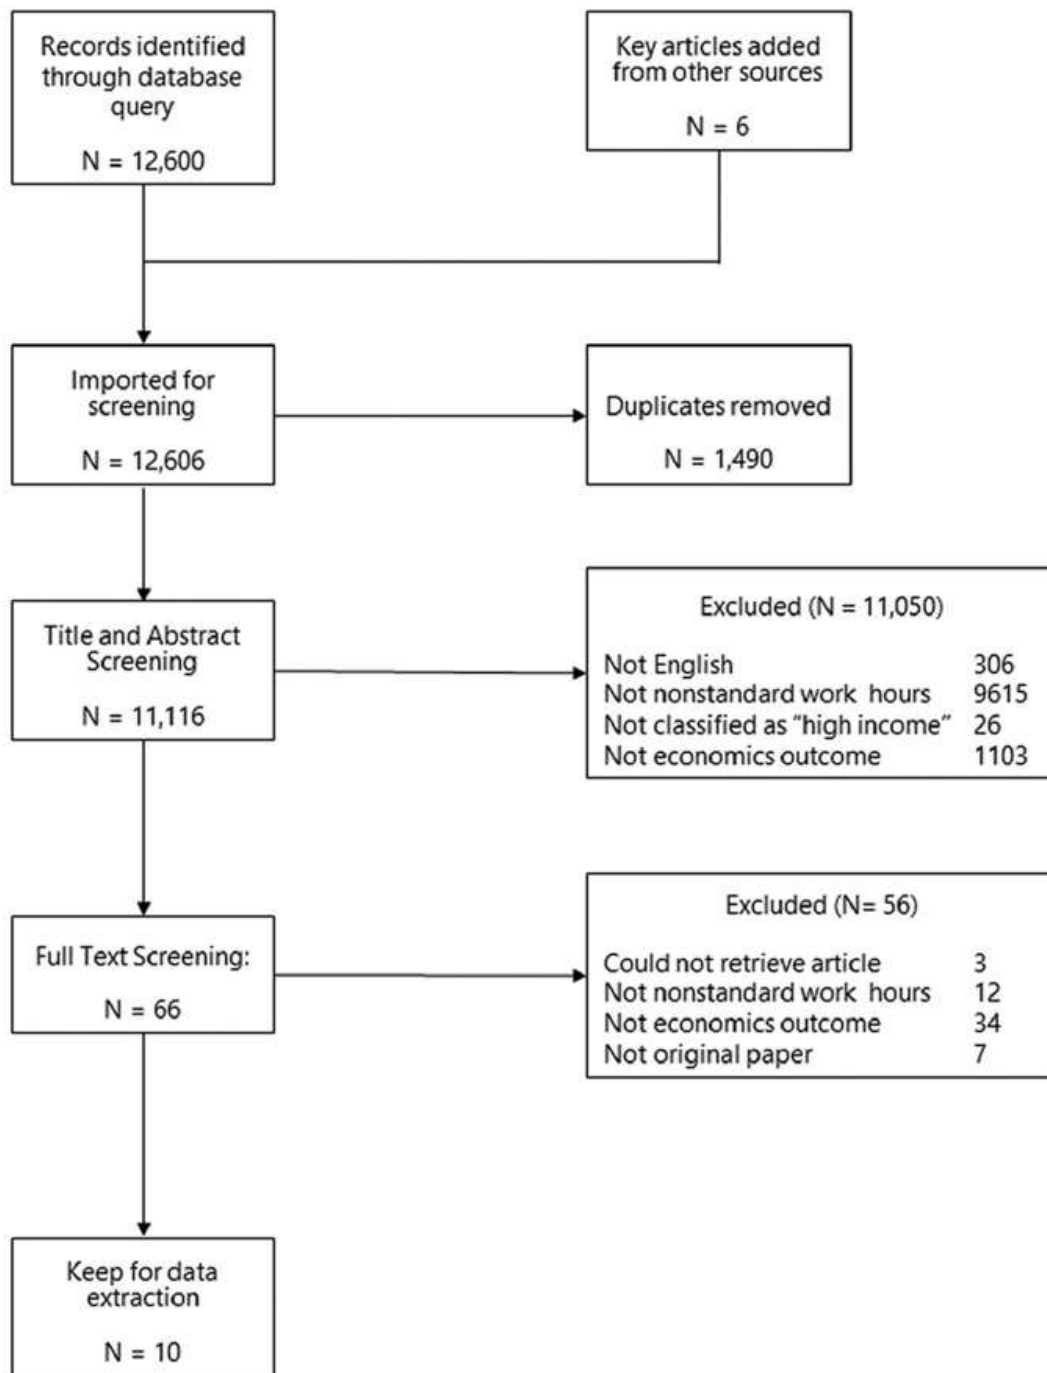 Records identified
through database
query
N = 12,600
Key articles added
from other sources
N = 6
Imported for
screening
N = 12,606
Duplicates removed
N = 1,490
Title and Abstract
Screening
N = 11,116
Excluded (N = 11,050)
Not English 306
Not nonstandard work hours 9615
Not classified as “high income” 26
Not economics outcome 1103
Full Text Screening:
N = 66
Excluded (N= 56)
Could not retrieve article 3
Not nonstandard work hours 12
Not economics outcome 34
Not original paper 7
Keep for data
extraction
N = 10